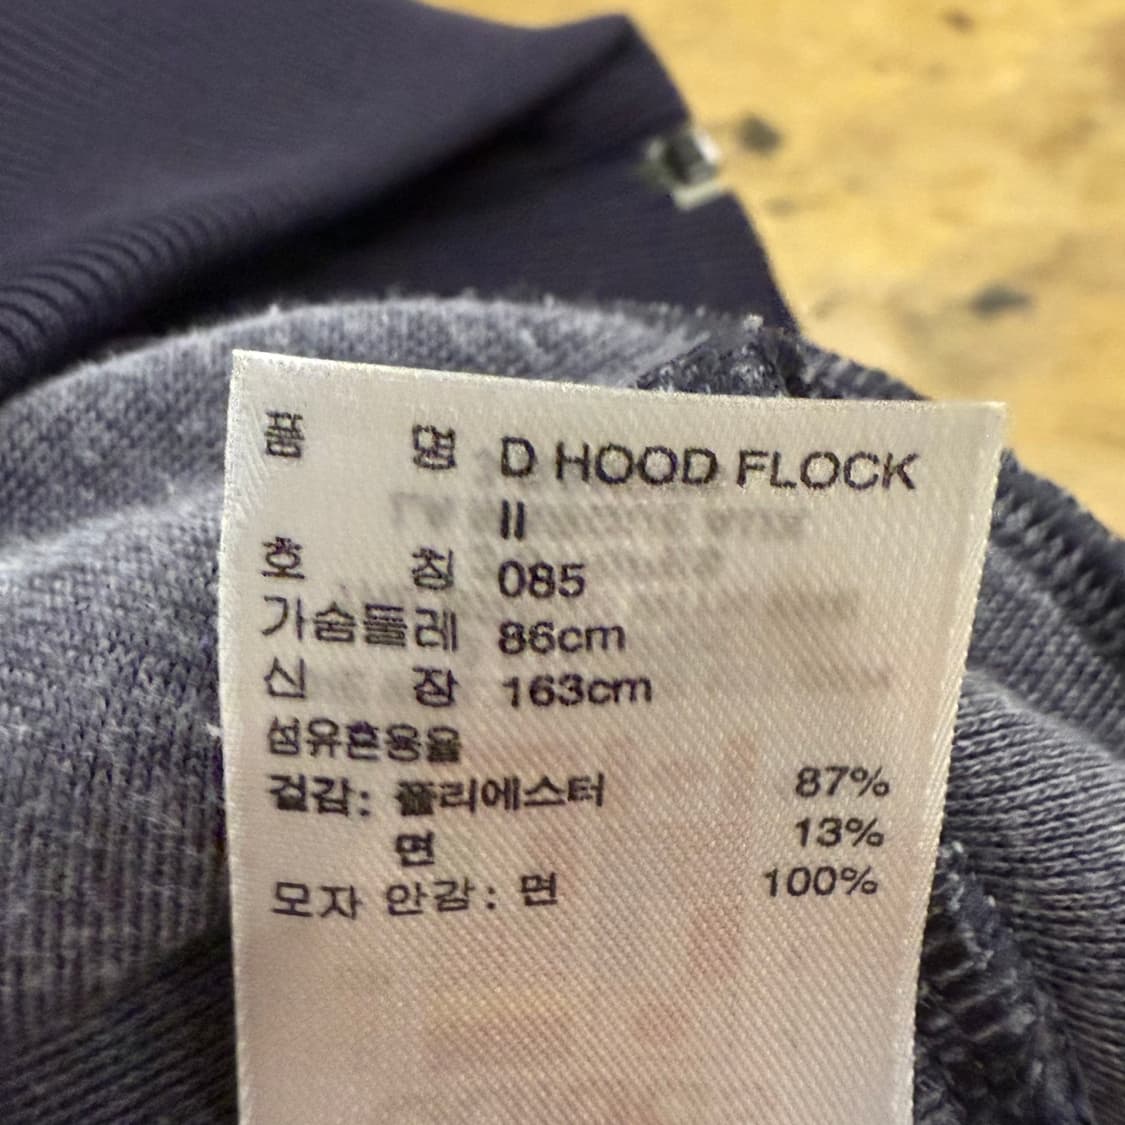 품 명 D HOOD FLOCK
II
호 칭 085
가슴둘레 86cm
신 장 163cm
섬유혼용율
겉감: 폴리에스터 87%
면 13%
모자 안감: 면 100%